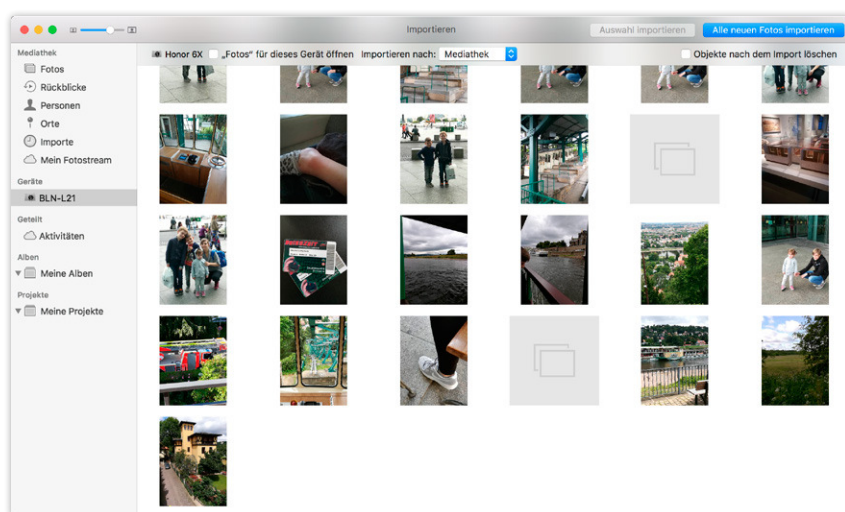 Importieren
Auswahl importieren
Alle neuen Fotos importieren
Mediathek
Honor 6X
„Fotos" für dieses Gerät öffnen
Importieren nach:
Mediathek
Objekte nach dem Import löschen
Fotos
Rückblicke
Personen
Orte
Importe
Mein Fotostream
Geräte
BLN-L21
Geteilt
Aktivitäten
Alben
Meine Alben
Projekte
Meine Projekte